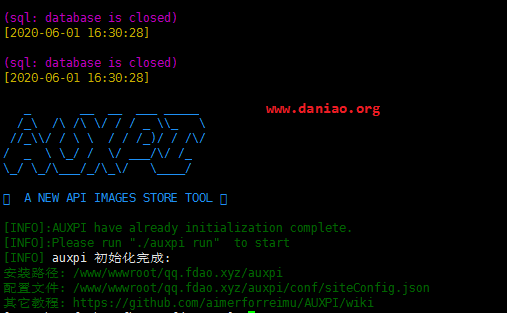 (sql: database is closed)
[2020-06-01 16:30:28]
(sql: database is closed)
[2020-06-01 16:30:28]
www.daniao.org
AUXPI
A NEW API IMAGES STORE TOOL
[INFO]:AUXPI have already initialization complete.
[INFO]:Please run "./auxpi run" to start
[INFO] auxpi 初始化完成:
安装路径: /www/wwwroot/qq.fdao.xyz/auxpi
配置文件: /www/wwwroot/qq.fdao.xyz/auxpi/conf/siteConfig.json
其它教程: https://github.com/aimerforreimu/AUXPI/wiki